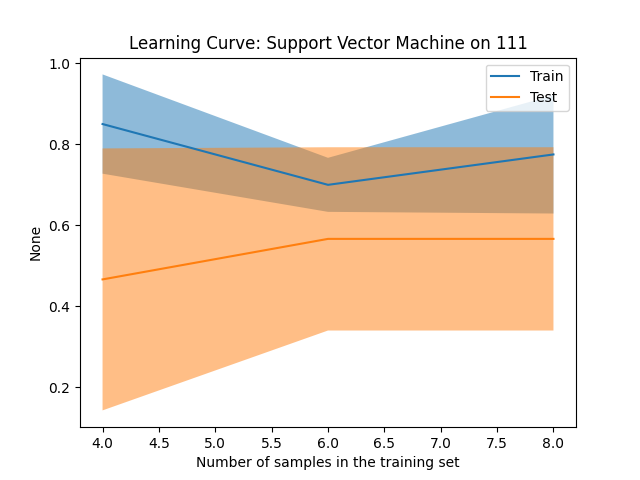 Learning Curve: Support Vector Machine on 111
Train
Test
1.0
0.8
0.6
0.4
0.2
None
4.0 4.5 5.0 5.5 6.0 6.5 7.0 7.5 8.0
Number of samples in the training set